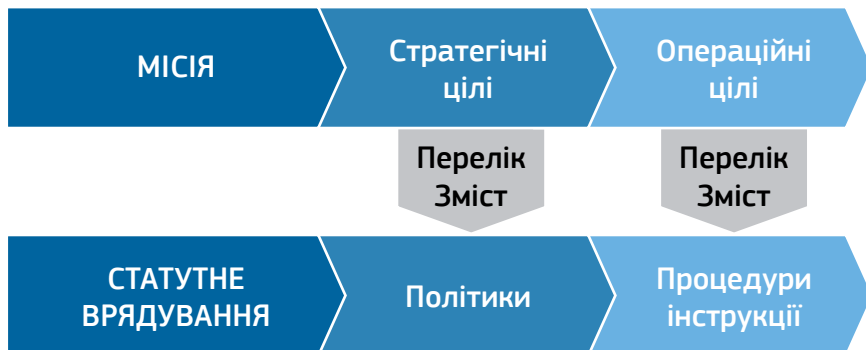 МІСІЯ
Стратегічні
цілі
Операційні
цілі
Перелік
Зміст
Перелік
Зміст
СТАТУТНЕ
ВРЯДУВАННЯ
Політики
Процедури
інструкції